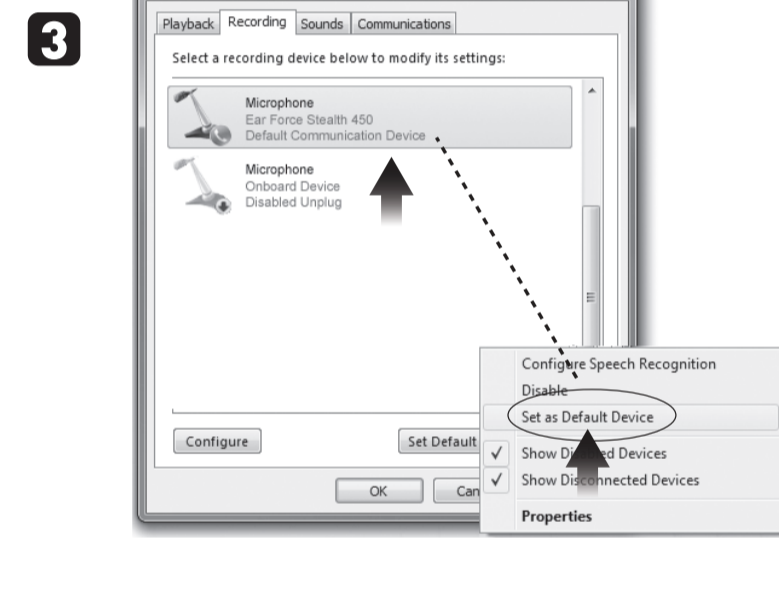 3
Playback Recording Sounds Communications
Select a recording device below to modify its settings:
Microphone
Ear Force Stealth 450
Default Communication Device
Microphone
Onboard Device
Disabled Unplug
Configure Speech Recognition
Disable
Set as Default Device
Configure Set Default
Show Disabled Devices
Show Disconnected Devices
OK
Properties